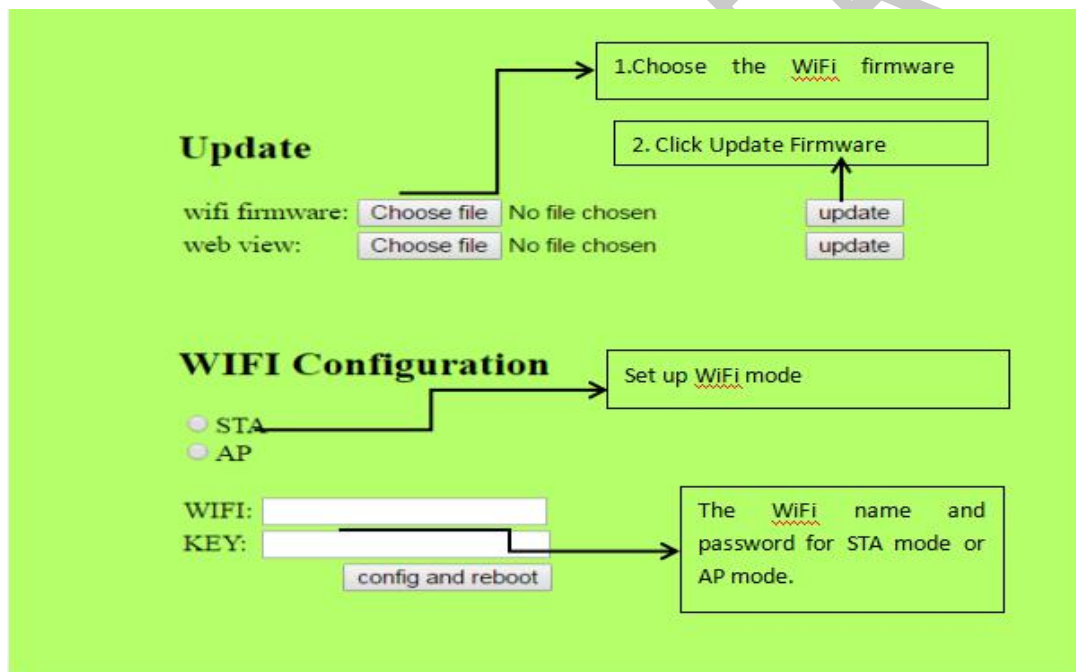 1.Choose the WiFi firmware
Update
2. Click Update Firmware
wifi firmware: Choose file No file chosen update
web view: Choose file No file chosen update
WIFI Configuration
Set up WiFi mode
STA
AP
WIFI:
KEY:
config and reboot
The WiFi name and
password for STA mode or
AP mode.